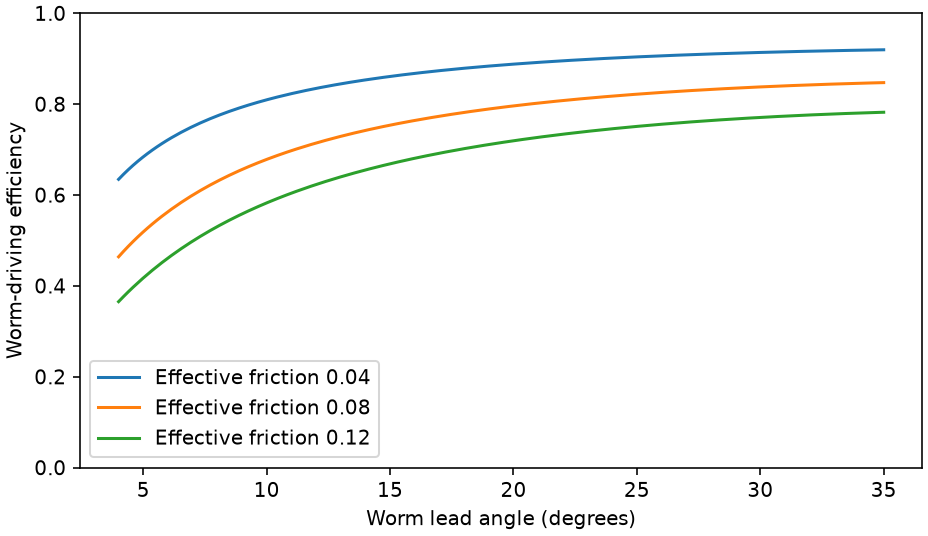 1.0
0.8
0.6
0.4
0.2
0.0
Worm-driving efficiency
Effective friction 0.04
Effective friction 0.08
Effective friction 0.12
5 10 15 20 25 30 35
Worm lead angle (degrees)